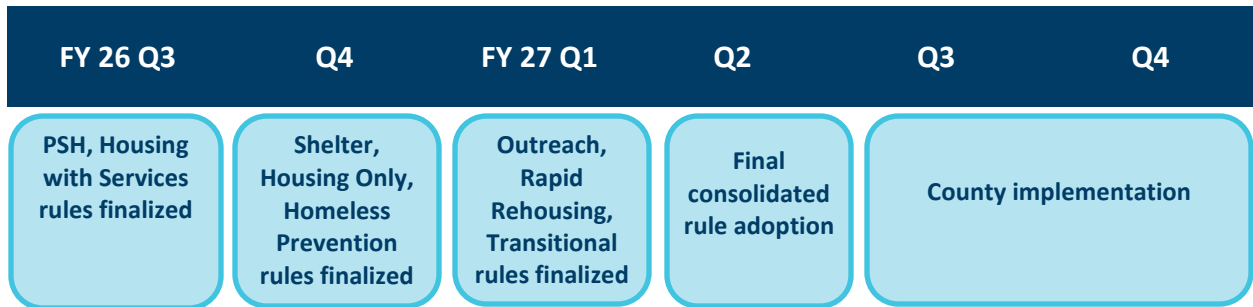 FY 26 Q3 Q4 FY 27 Q1 Q2 Q3 Q4
PSH, Housing
with Services
rules finalized
Shelter,
Housing Only,
Homeless
Prevention
rules finalized
Outreach,
Rapid
Rehousing,
Transitional
rules finalized
Final
consolidated
rule adoption
County implementation